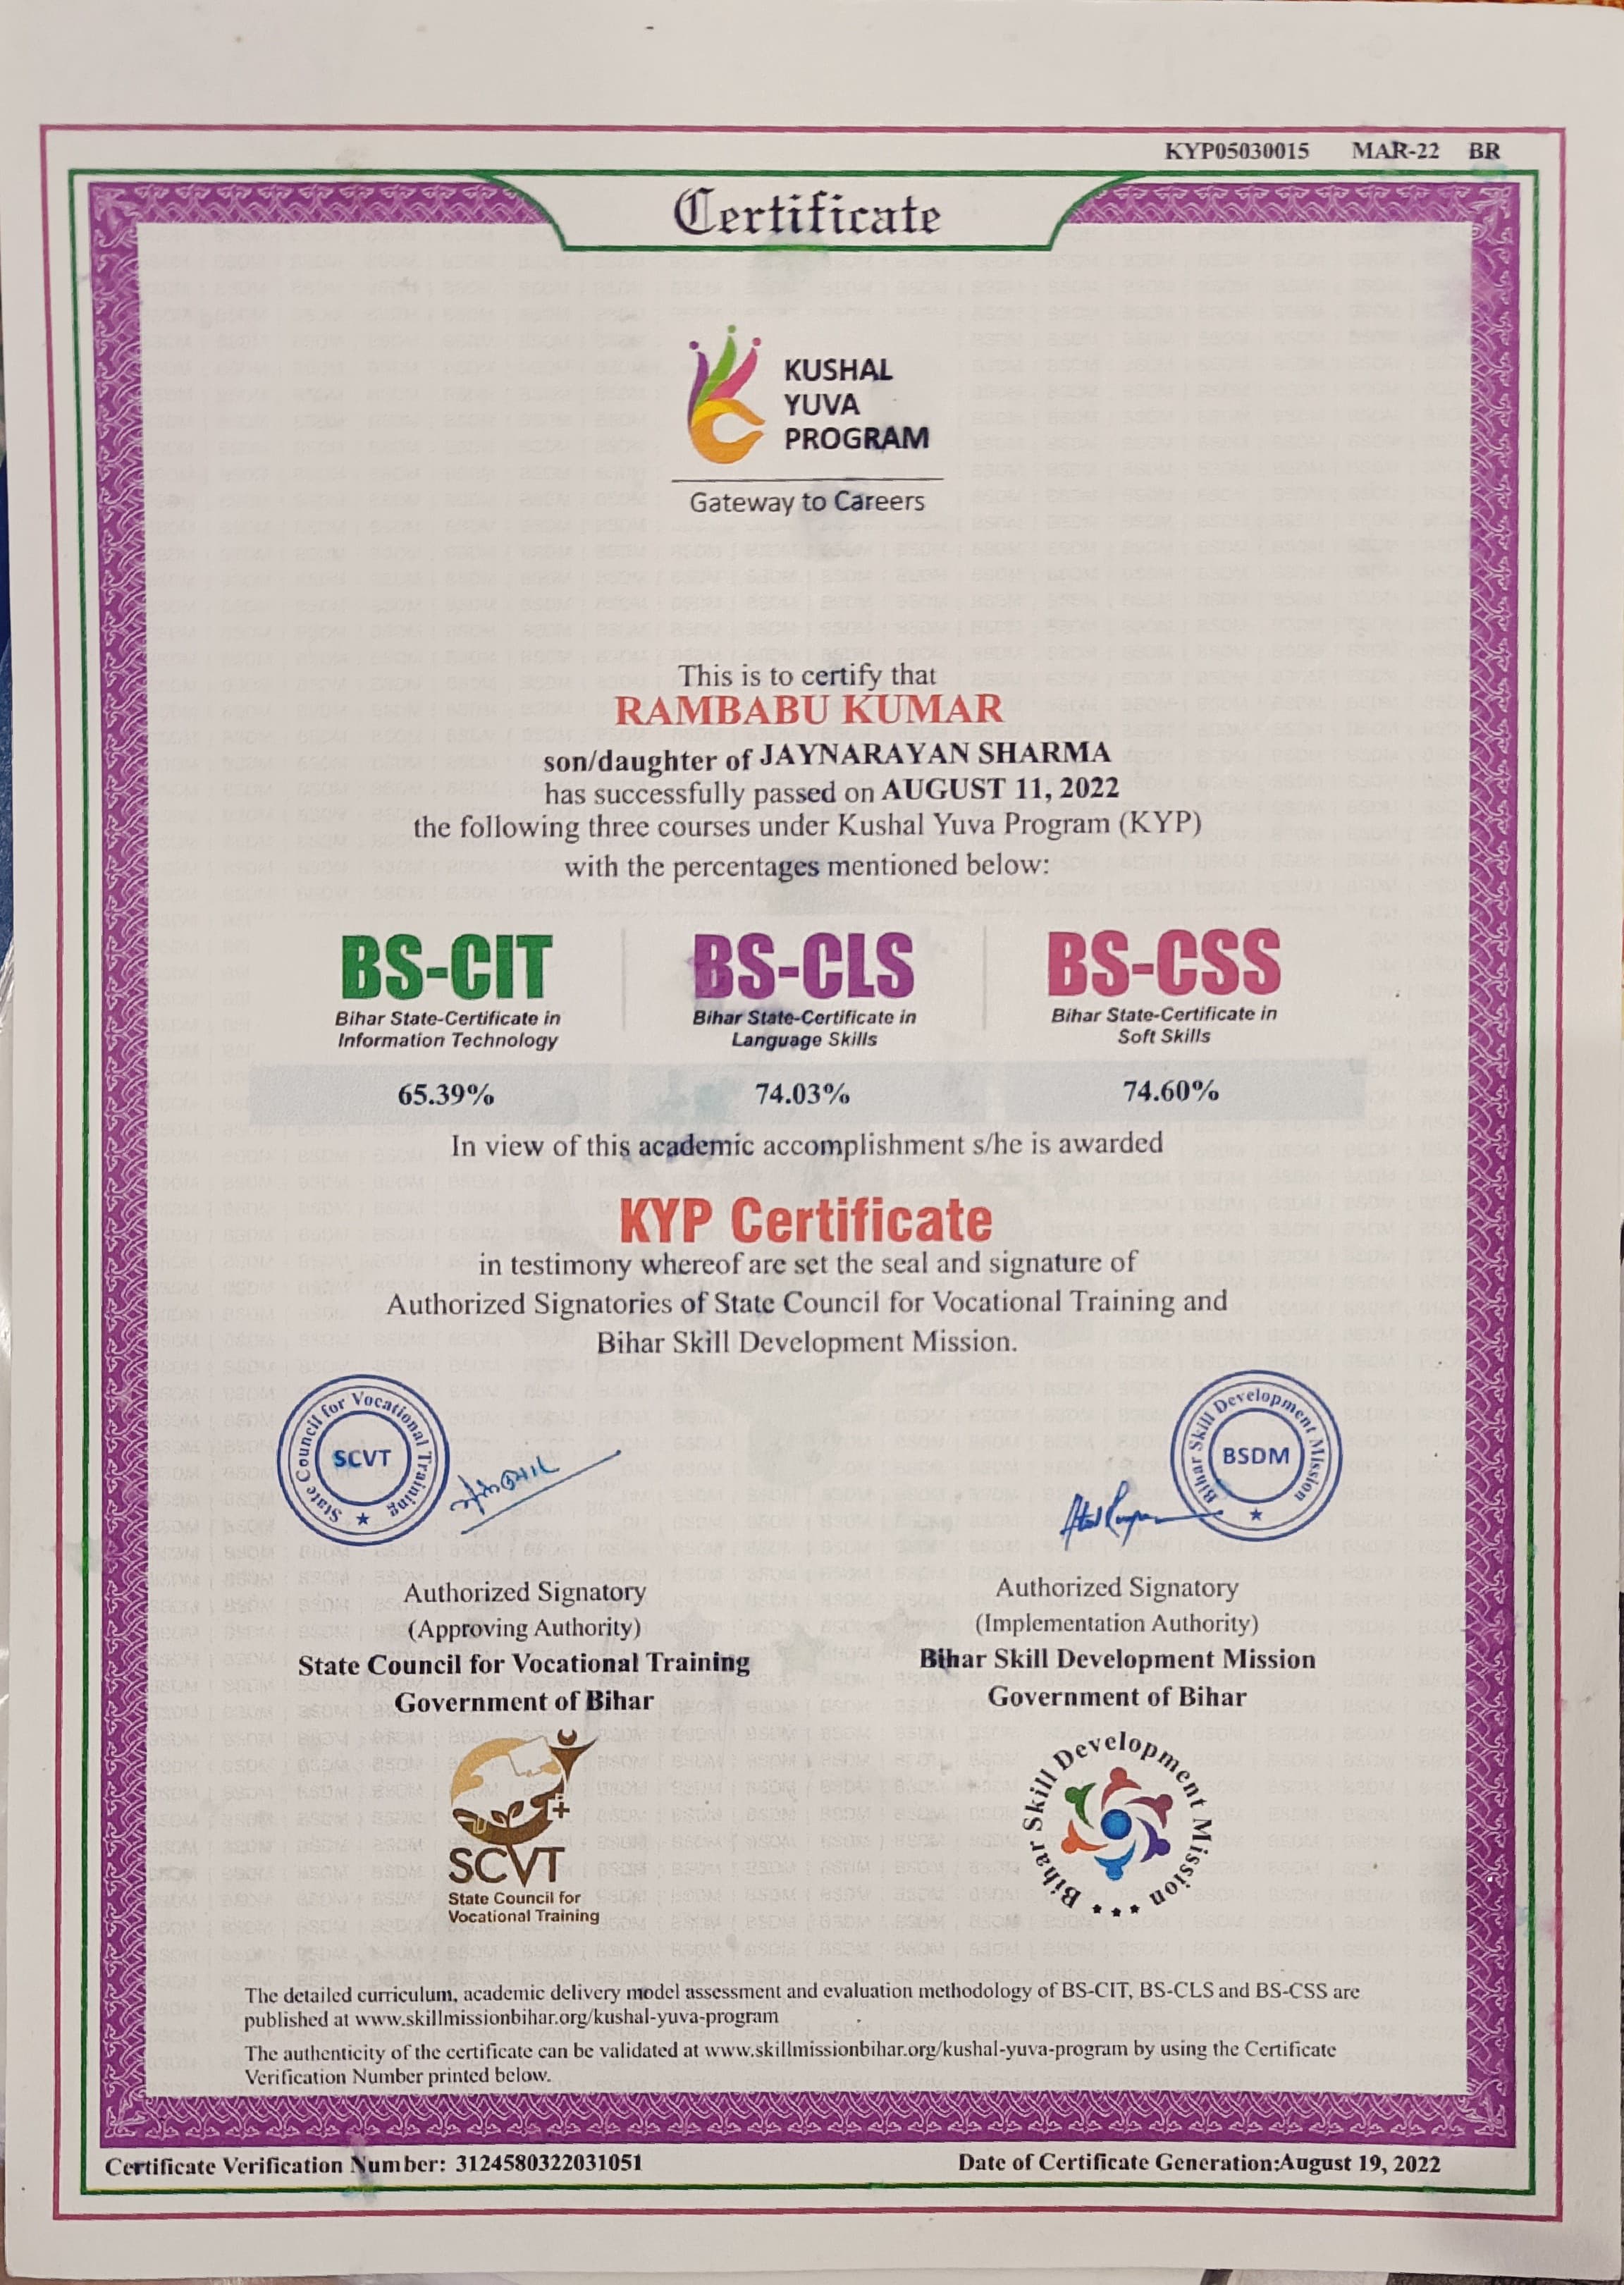 KYP05030015 MAR-22 BR
Certificate
KUSHAL
YUVA
PROGRAM
Gateway to Careers
This is to certify that
RAMBABU KUMAR
son/daughter of JAYNARAYAN SHARMA
has successfully passed on AUGUST 11, 2022
the following three courses under Kushal Yuva Program (KYP)
with the percentages mentioned below:
BS-CIT
Bihar State-Certificate in
Information Technology
65.39%
BS-CLS
Bihar State-Certificate in
Language Skills
74.03%
BS-CSS
Bihar State-Certificate in
Soft Skills
74.60%
In view of this academic accomplishment s/he is awarded
KYP Certificate
in testimony whereof are set the seal and signature of
Authorized Signatories of State Council for Vocational Training and
Bihar Skill Development Mission.
State Council for Vocational Training
SCVT
Bihar Skill Development Mission
BSDM
Authorized Signatory
(Approving Authority)
State Council for Vocational Training
Government of Bihar
Authorized Signatory
(Implementation Authority)
Bihar Skill Development Mission
Government of Bihar
SCVT
State Council for
Vocational Training
Bihar Skill Development Mission
The detailed curriculum, academic delivery model assessment and evaluation methodology of BS-CIT, BS-CLS and BS-CSS are
published at www.skillmissionbihar.org/kushal-yuva-program
The authenticity of the certificate can be validated at www.skillmissionbihar.org/kushal-yuva-program by using the Certificate
Verification Number printed below.
Certificate Verification Number: 3124580322031051
Date of Certificate Generation:August 19, 2022